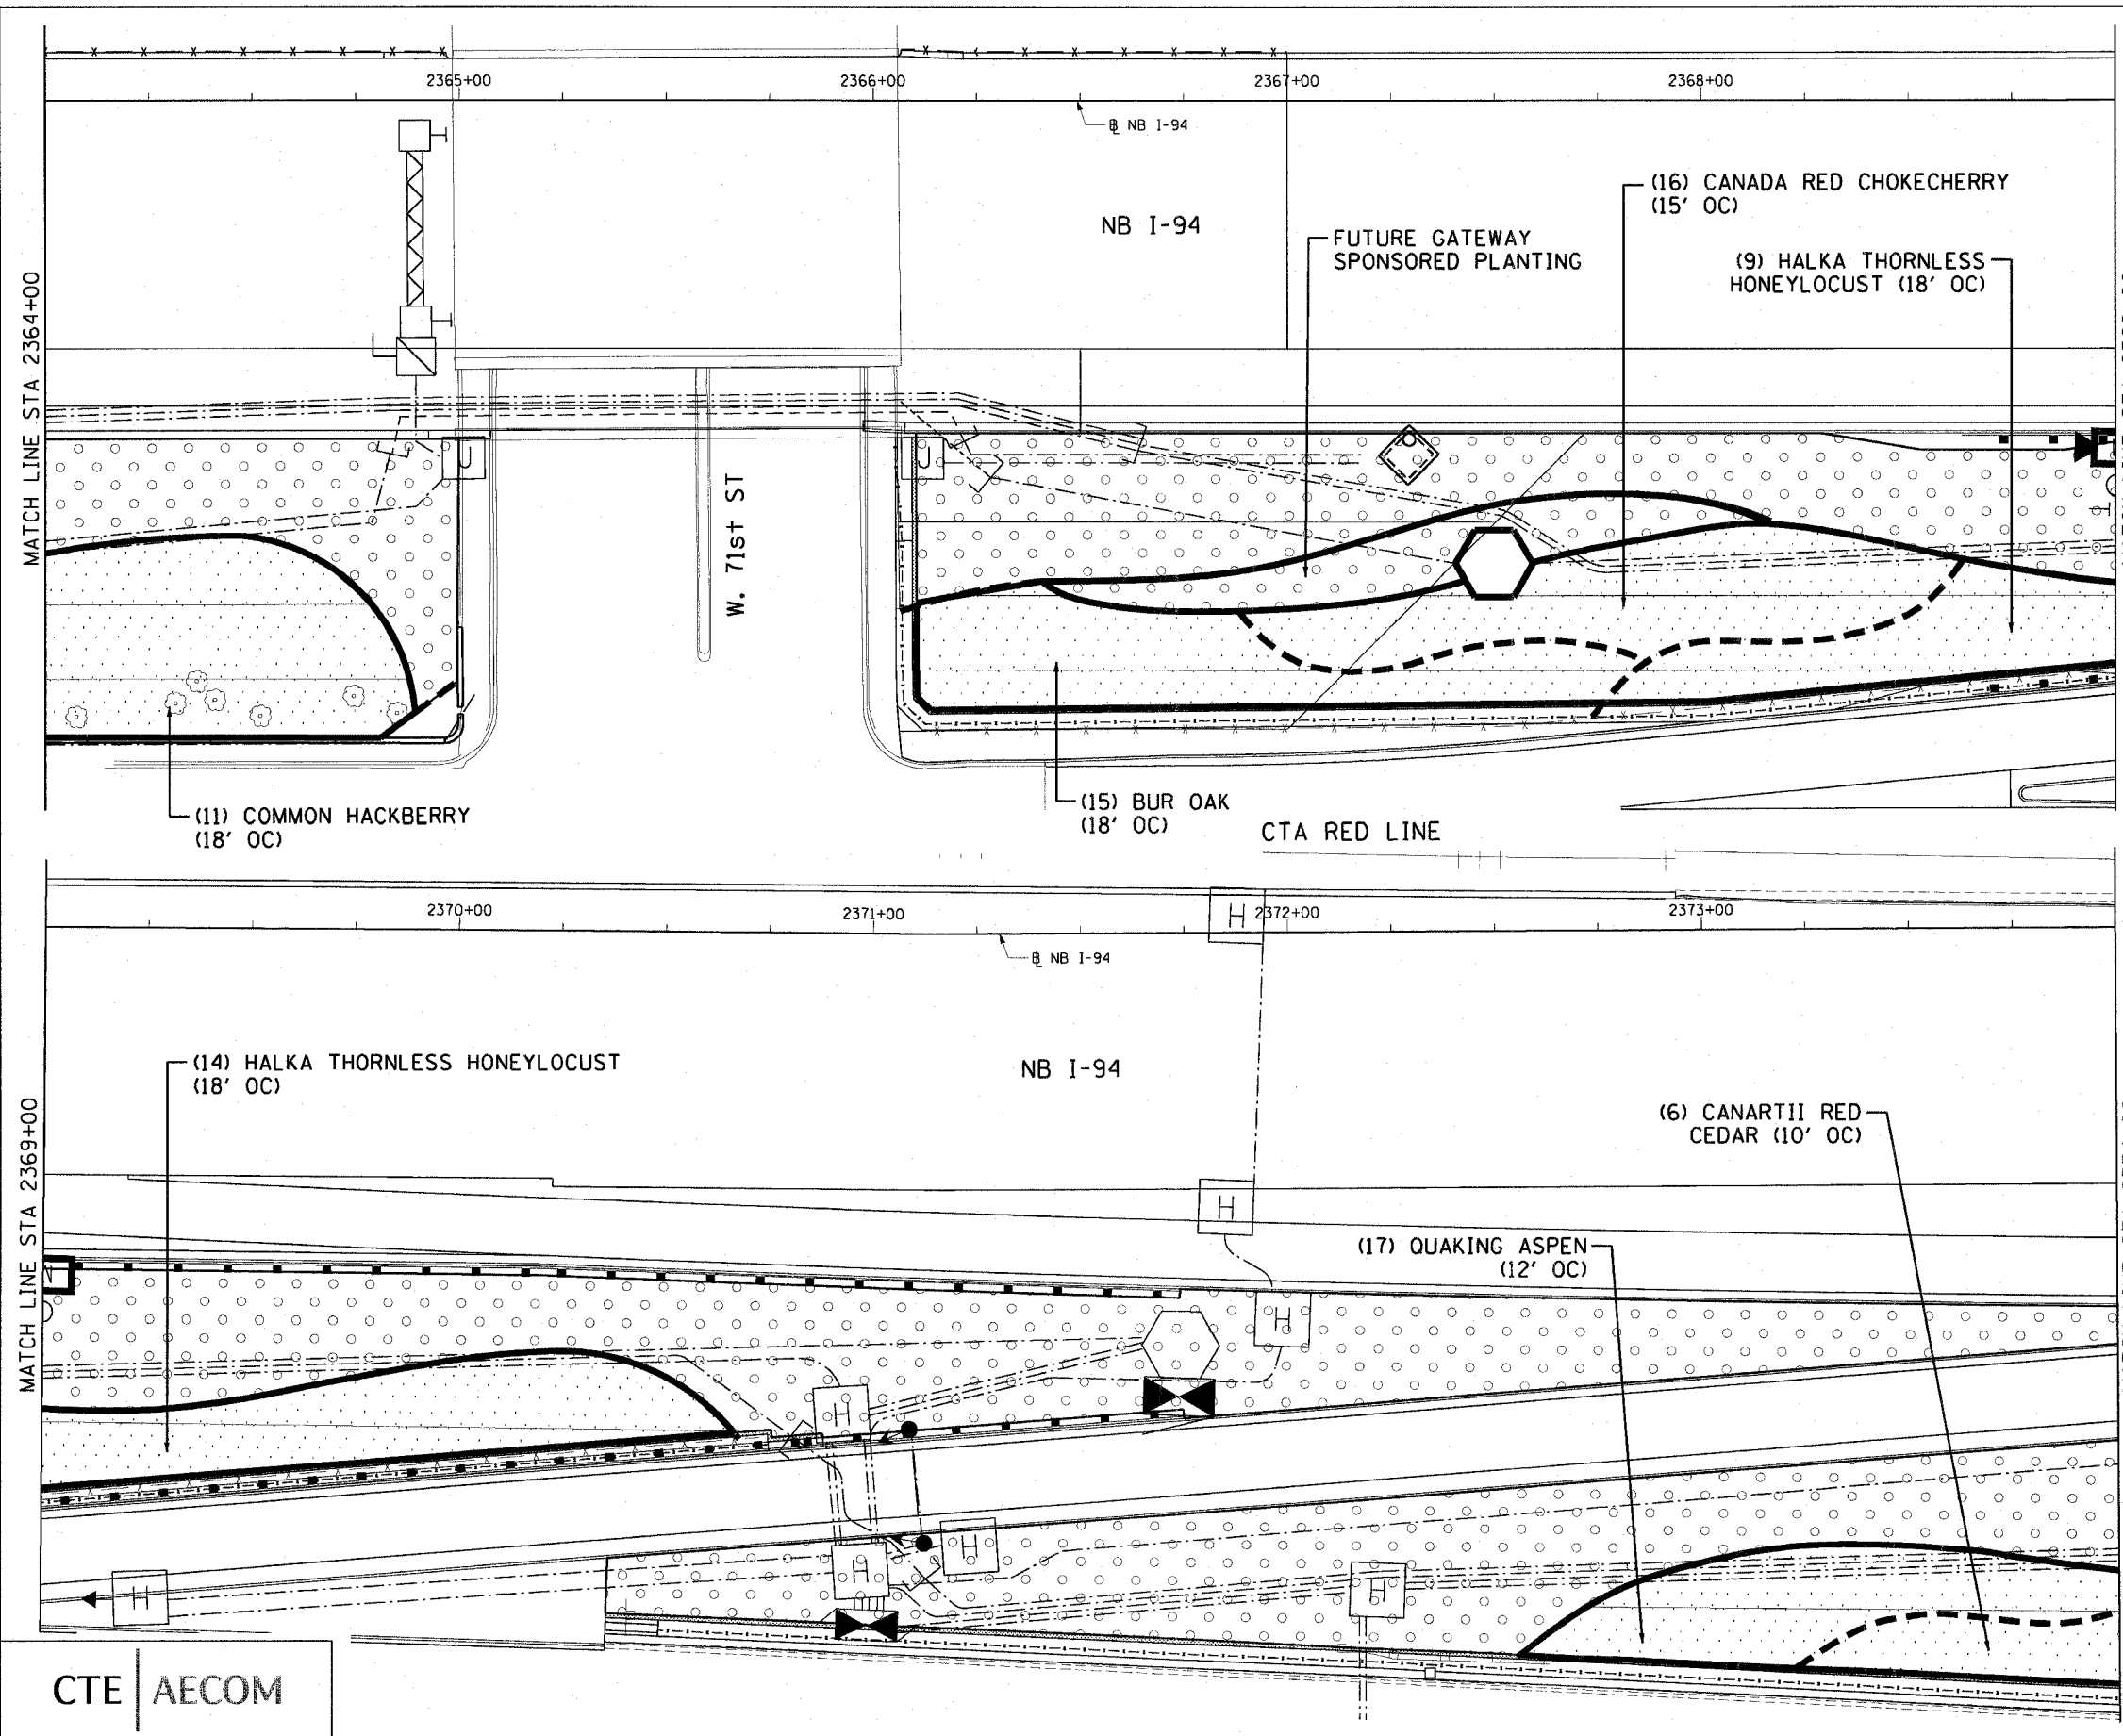 2365+00
2366+00
2367+00
2368+00
NB I-94
(16) CANADA RED CHOKECHERRY
(15' OC)
NB I-94
FUTURE GATEWAY
SPONSORED PLANTING
(9) HALKA THORNLESS
HONEYLOCUST (18' OC)
MATCH LINE STA 2364+00
J
J
W. 71st ST
(11) COMMON HACKBERRY
(18' OC)
(15) BUR OAK
(18' OC)
CTA RED LINE
2370+00
2371+00
H
2372+00
2373+00
NB I-94
(14) HALKA THORNLESS HONEYLOCUST
(18' OC)
NB I-94
(6) CANARTII RED
CEDAR (10' OC)
MATCH LINE STA 2369+00
H
(17) QUAKING ASPEN
(12' OC)
H
H
H
H
H
H
CTE | AECOM